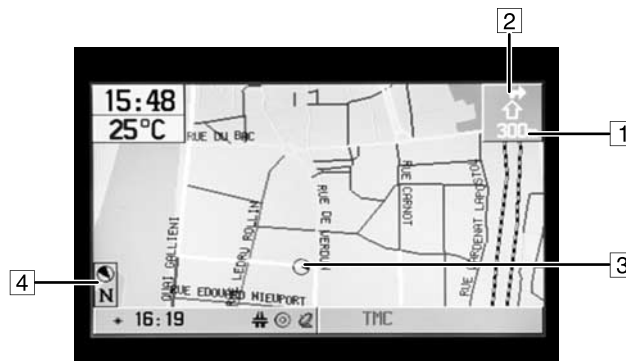 2
15:48
25°C
300
1
RUE DU BAC
RUE CARNOT
RUE DE VERDUN
QUAI GALLIENI
LEDRU ROLLIN
3
4
N
RUE EDOUARD NIEUPORT
16:19
TMC